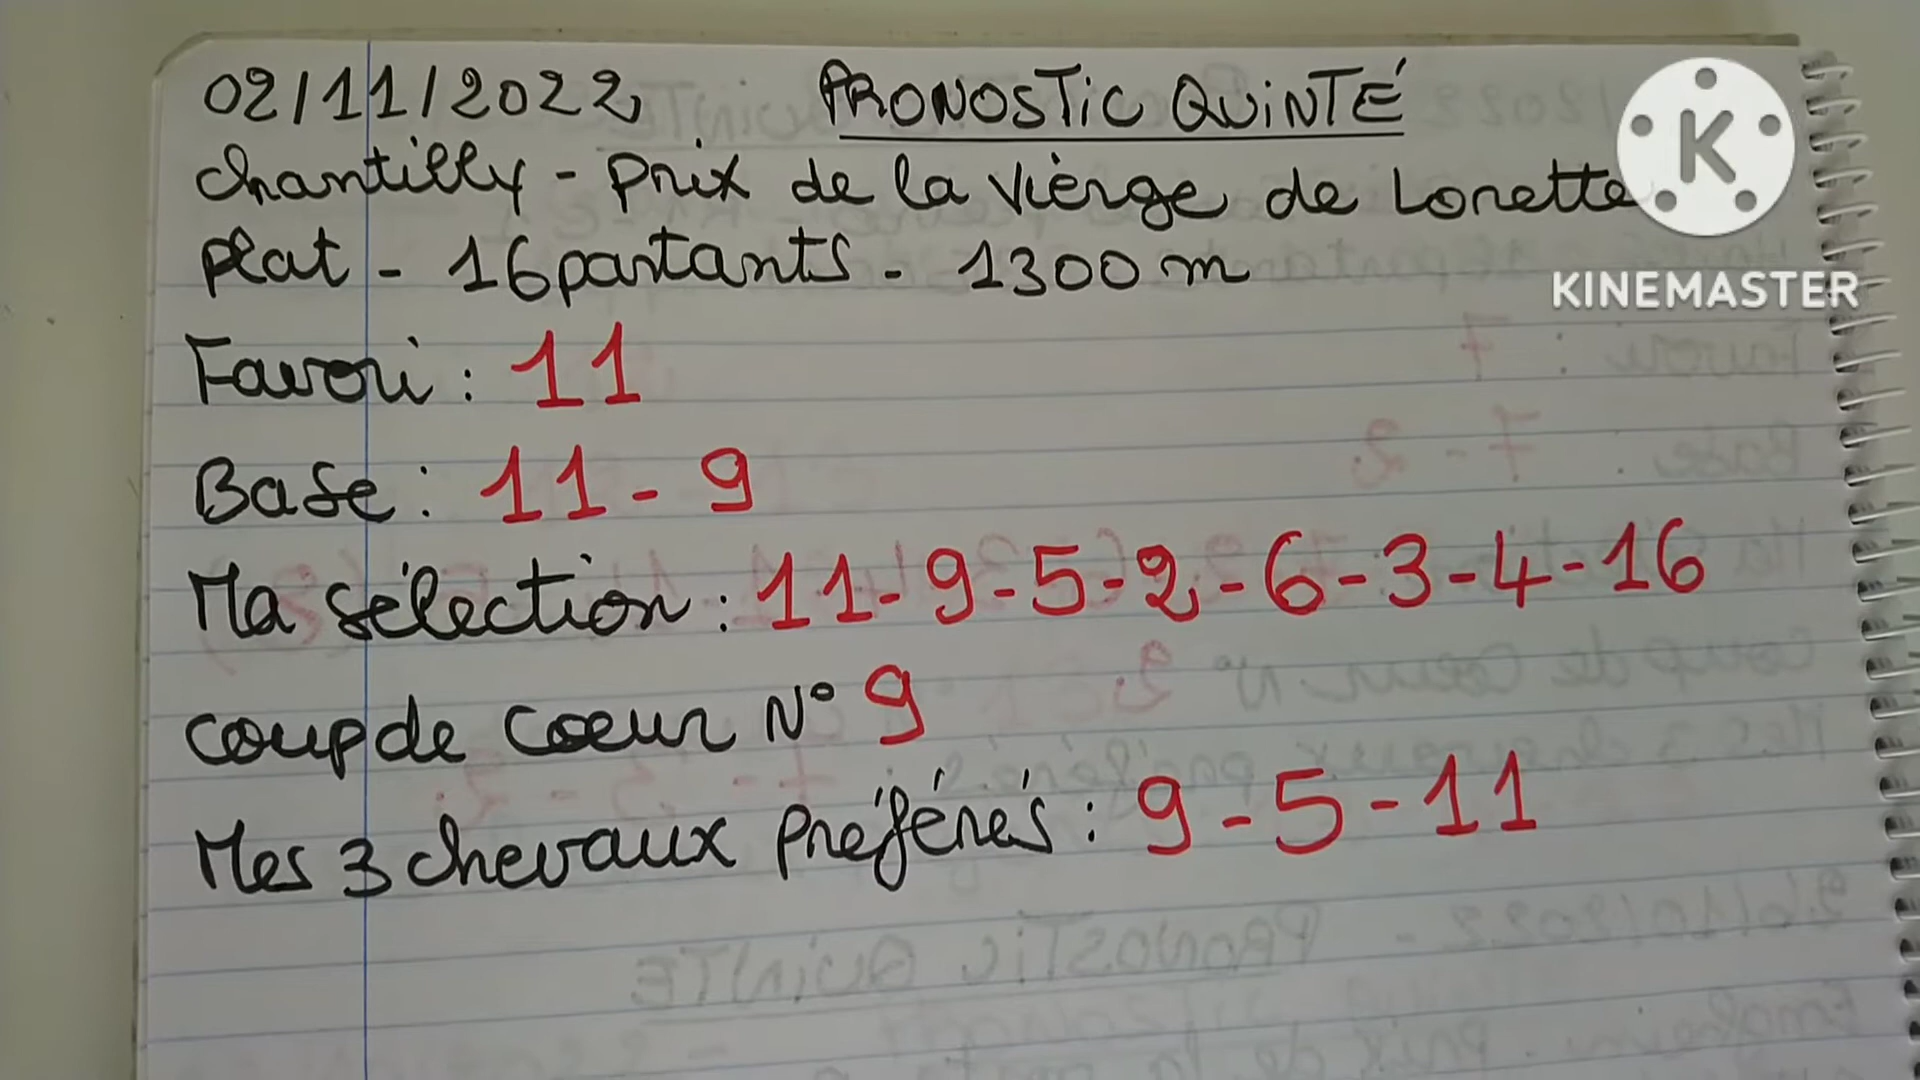 02/11/2022 PRONOSTIC QUINTÉ
Chantilly - Prix de la Vièrge de Lorette
Plat - 16 partants - 1300 m
Favori : 11
Base : 11 - 9
Ma sélection : 11 - 9 - 5 - 2 - 6 - 3 - 4 - 16
coup de coeur N° 9
Mes 3 chevaux préférés : 9 - 5 - 11
K
KINEMASTER